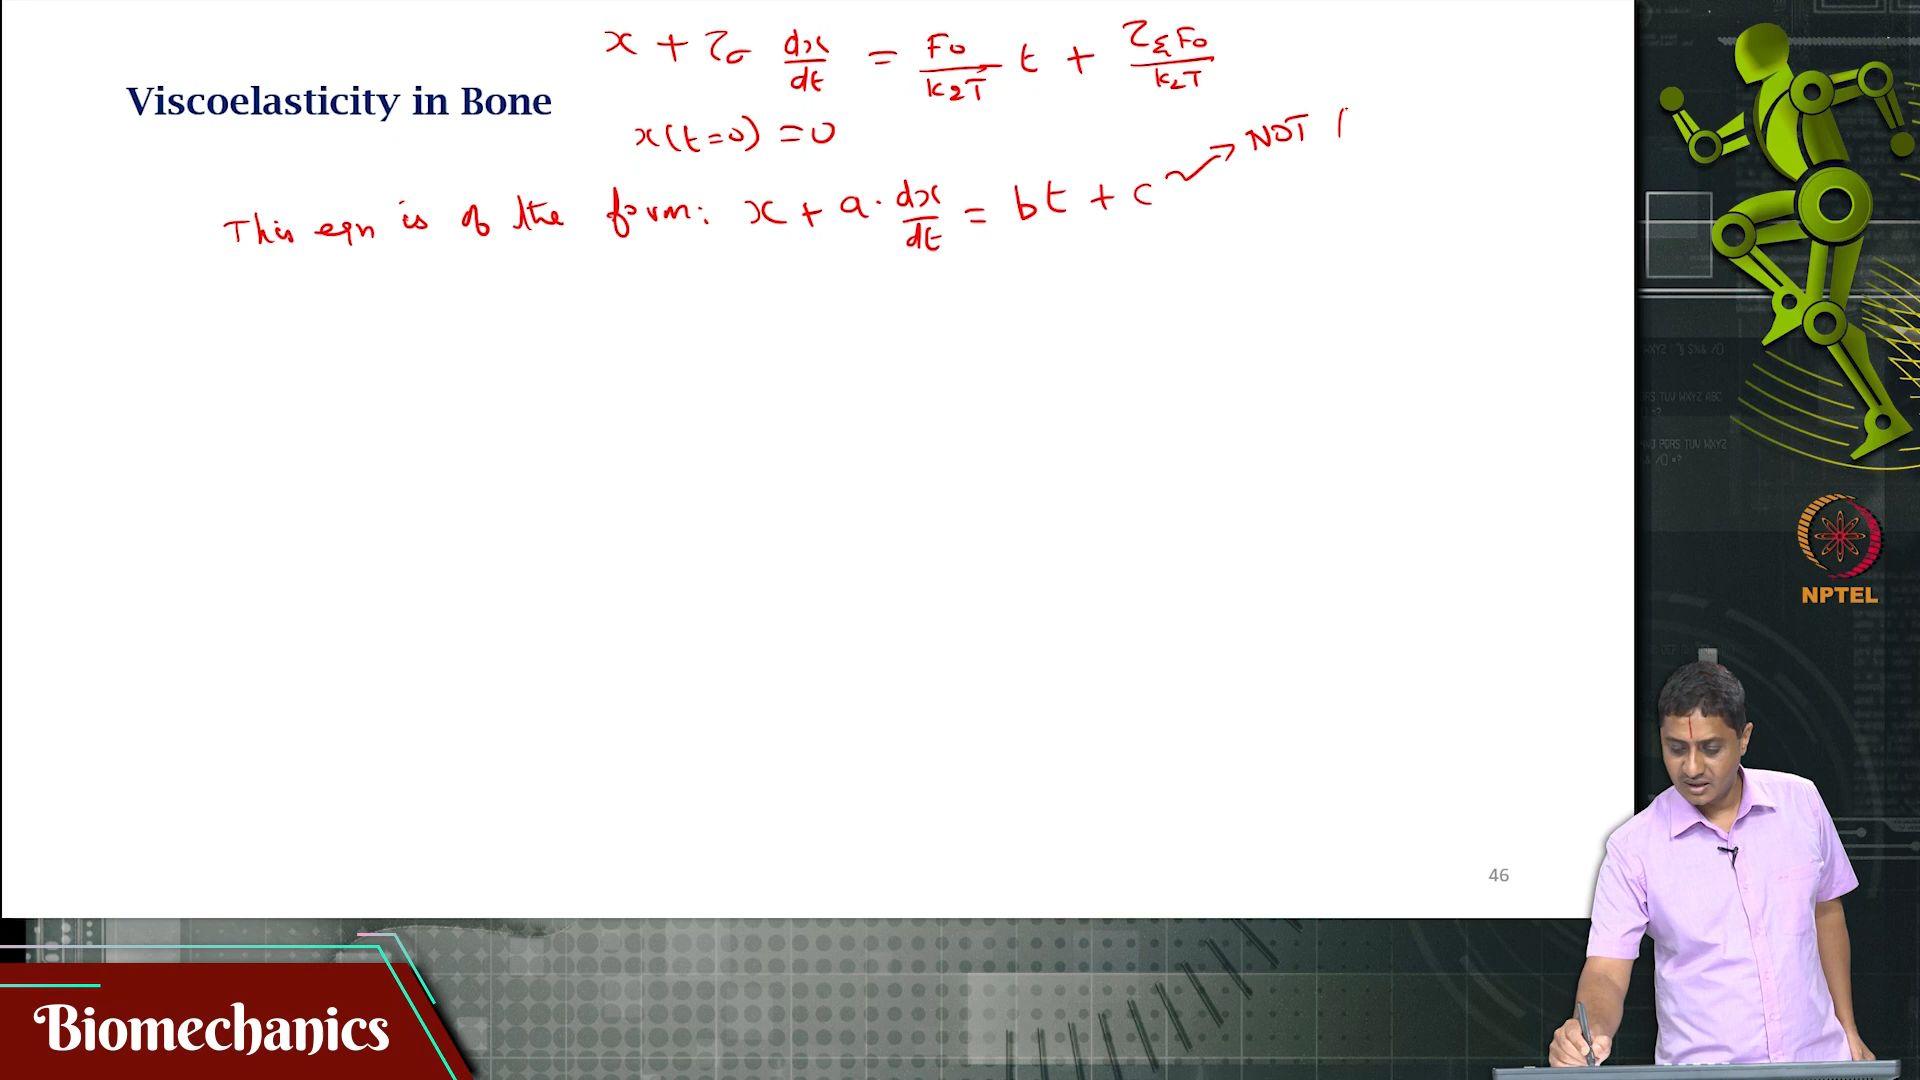 x + τσ dx/dt = F0/k2T t + τε F0/k2T
Viscoelasticity in Bone
x(t=0) = 0
NOT (
This eqn is of the form: x + a · dx/dt = bt + c
NPTEL
46
Biomechanics